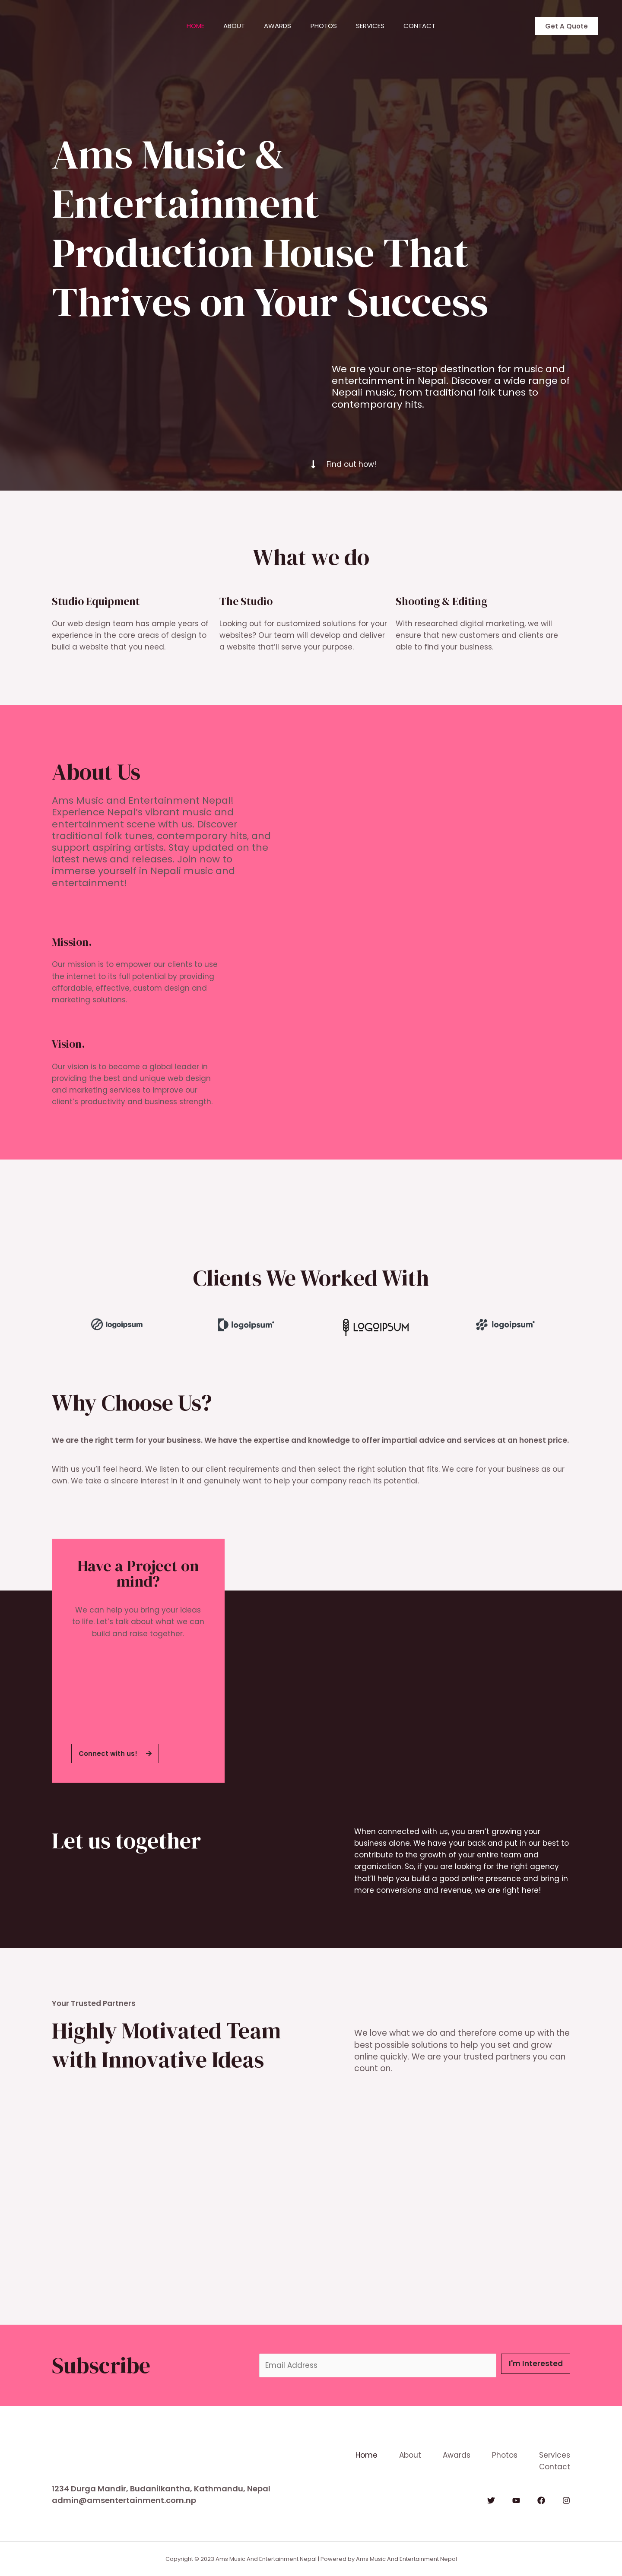 HOME ABOUT AWARDS PHOTOS SERVICES CONTACT
Get A Quote
A.
NATION
Ams Music &
Entertainment
Production House That
Thrives on Your Success
We are your one-stop destination for music and
entertainment in Nepal. Discover a wide range of
Nepali music, from traditional folk tunes to
contemporary hits.
Find out how!
What we do
Studio Equipment
Our web design team has ample years of
experience in the core areas of design to
build a website that you need.
The Studio
Looking out for customized solutions for your
websites? Our team will develop and deliver
a website that’ll serve your purpose.
Shooting & Editing
With researched digital marketing, we will
ensure that new customers and clients are
able to find your business.
About Us
Ams Music and Entertainment Nepal!
Experience Nepal’s vibrant music and
entertainment scene with us. Discover
traditional folk tunes, contemporary hits, and
support aspiring artists. Stay updated on the
latest news and releases. Join now to
immerse yourself in Nepali music and
entertainment!
Mission.
Our mission is to empower our clients to use
the internet to its full potential by providing
affordable, effective, custom design and
marketing solutions.
Vision.
Our vision is to become a global leader in
providing the best and unique web design
and marketing services to improve our
client’s productivity and business strength.
Clients We Worked With
logoipsum
logoipsum
LOGOIPSUM
logoipsum
Why Choose Us?
We are the right term for your business. We have the expertise and knowledge to offer impartial advice and services at an honest price.
With us you’ll feel heard. We listen to our client requirements and then select the right solution that fits. We care for your business as our
own. We take a sincere interest in it and genuinely want to help your company reach its potential.
Have a Project on
mind?
We can help you bring your ideas
to life. Let’s talk about what we can
build and raise together.
Connect with us!
Let us together
When connected with us, you aren’t growing your
business alone. We have your back and put in our best to
contribute to the growth of your entire team and
organization. So, if you are looking for the right agency
that’ll help you build a good online presence and bring in
more conversions and revenue, we are right here!
Your Trusted Partners
Highly Motivated Team
with Innovative Ideas
We love what we do and therefore come up with the
best possible solutions to help you set and grow
online quickly. We are your trusted partners you can
count on.
Subscribe
Email Address
I'm Interested
Home About Awards Photos Services
Contact
1234 Durga Mandir, Budanilkantha, Kathmandu, Nepal
admin@amsentertainment.com.np
Copyright © 2023 Ams Music And Entertainment Nepal | Powered by Ams Music And Entertainment Nepal